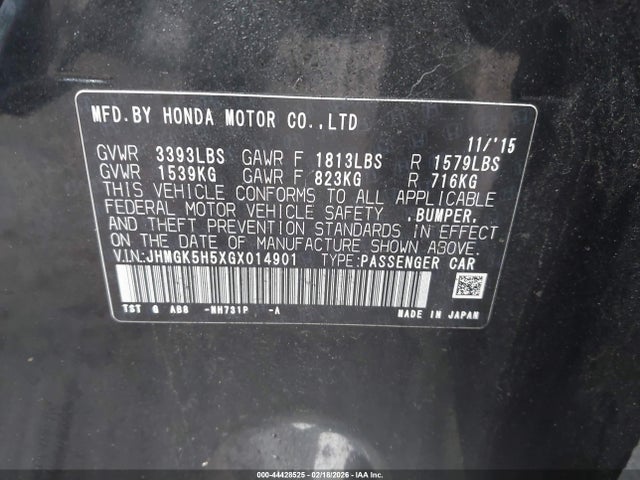 MFD.BY HONDA MOTOR CO.,LTD
11/'15
GVWR 3393LBS GAWR F 1813LBS R 1579LBS
GVWR 1539KG GAWR F 823KG R 716KG
THIS VEHICLE CONFORMS TO ALL APPLICABLE
FEDERAL MOTOR VEHICLE SAFETY ,BUMPER,
AND THEFT PREVENTION STANDARDS IN EFFECT
ON THE DATE OF MANUFACTURE SHOWN ABOVE.
VIN:JHMGK5H5XGX014901 TYPE:PASSENGER CAR
TST G ABS -NH731P -A MADE IN JAPAN
000-44428525 - 02/18/2026 - IAA Inc.